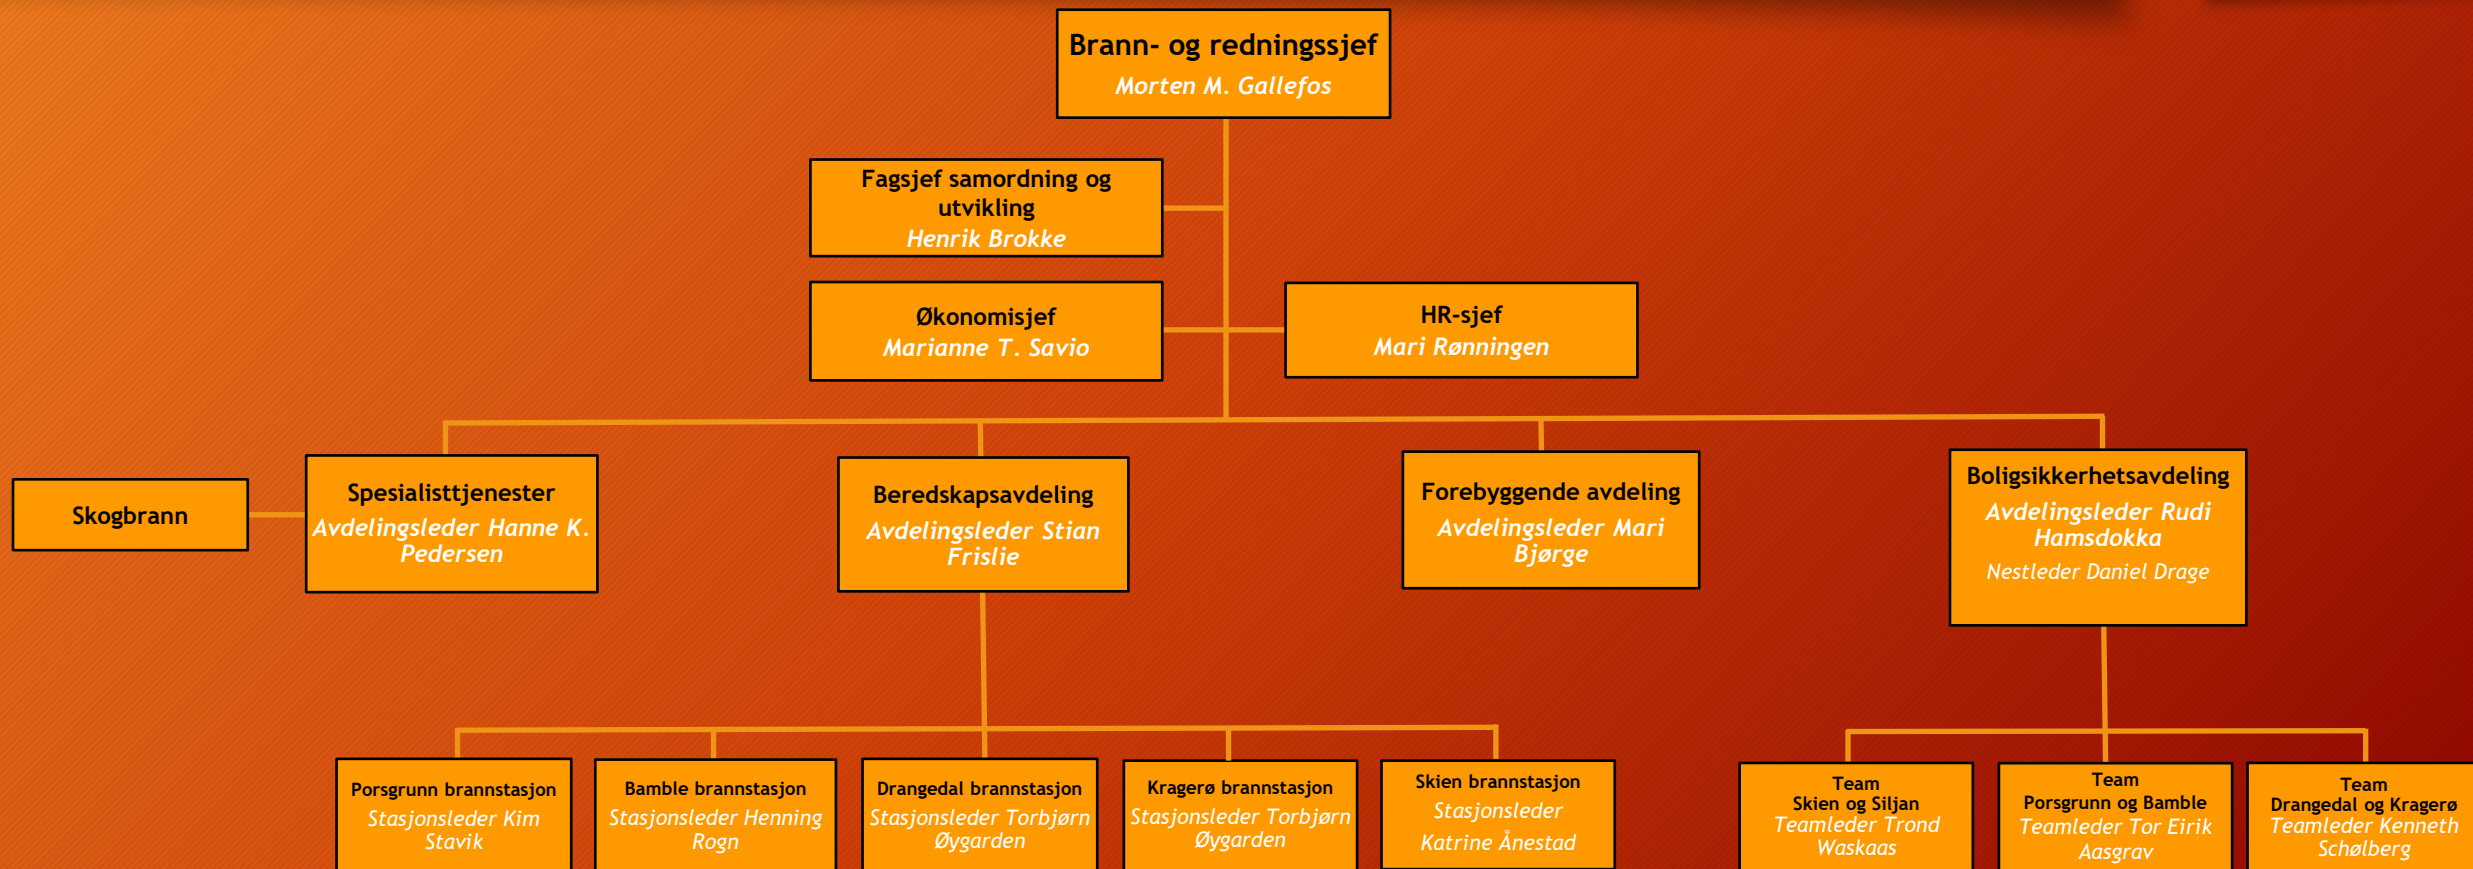 Brann- og redningssjef
Morten M. Gallefos
Fagsjef samordning og
utvikling
Henrik Brokke
Økonomisjef
Marianne T. Savio
HR-sjef
Mari Rønningen
Skogbrann
Spesialisttjenester
Avdelingsleder Hanne K.
Pedersen
Beredskapsavdeling
Avdelingsleder Stian
Frislie
Forebyggende avdeling
Avdelingsleder Mari
Bjørge
Boligsikkerhetsavdeling
Avdelingsleder Rudi
Hamsdokka
Nestleder Daniel Drage
Porsgrunn brannstasjon
Stasjonsleder Kim
Stavik
Bamble brannstasjon
Stasjonsleder Henning
Rogn
Drangedal brannstasjon
Stasjonsleder Torbjørn
Øygarden
Kragerø brannstasjon
Stasjonsleder Torbjørn
Øygarden
Skien brannstasjon
Stasjonsleder
Katrine Ånestad
Team
Skien og Siljan
Teamleder Trond
Waskaas
Team
Porsgrunn og Bamble
Teamleder Tor Eirik
Aasgrav
Team
Drangedal og Kragerø
Teamleder Kenneth
Schølberg